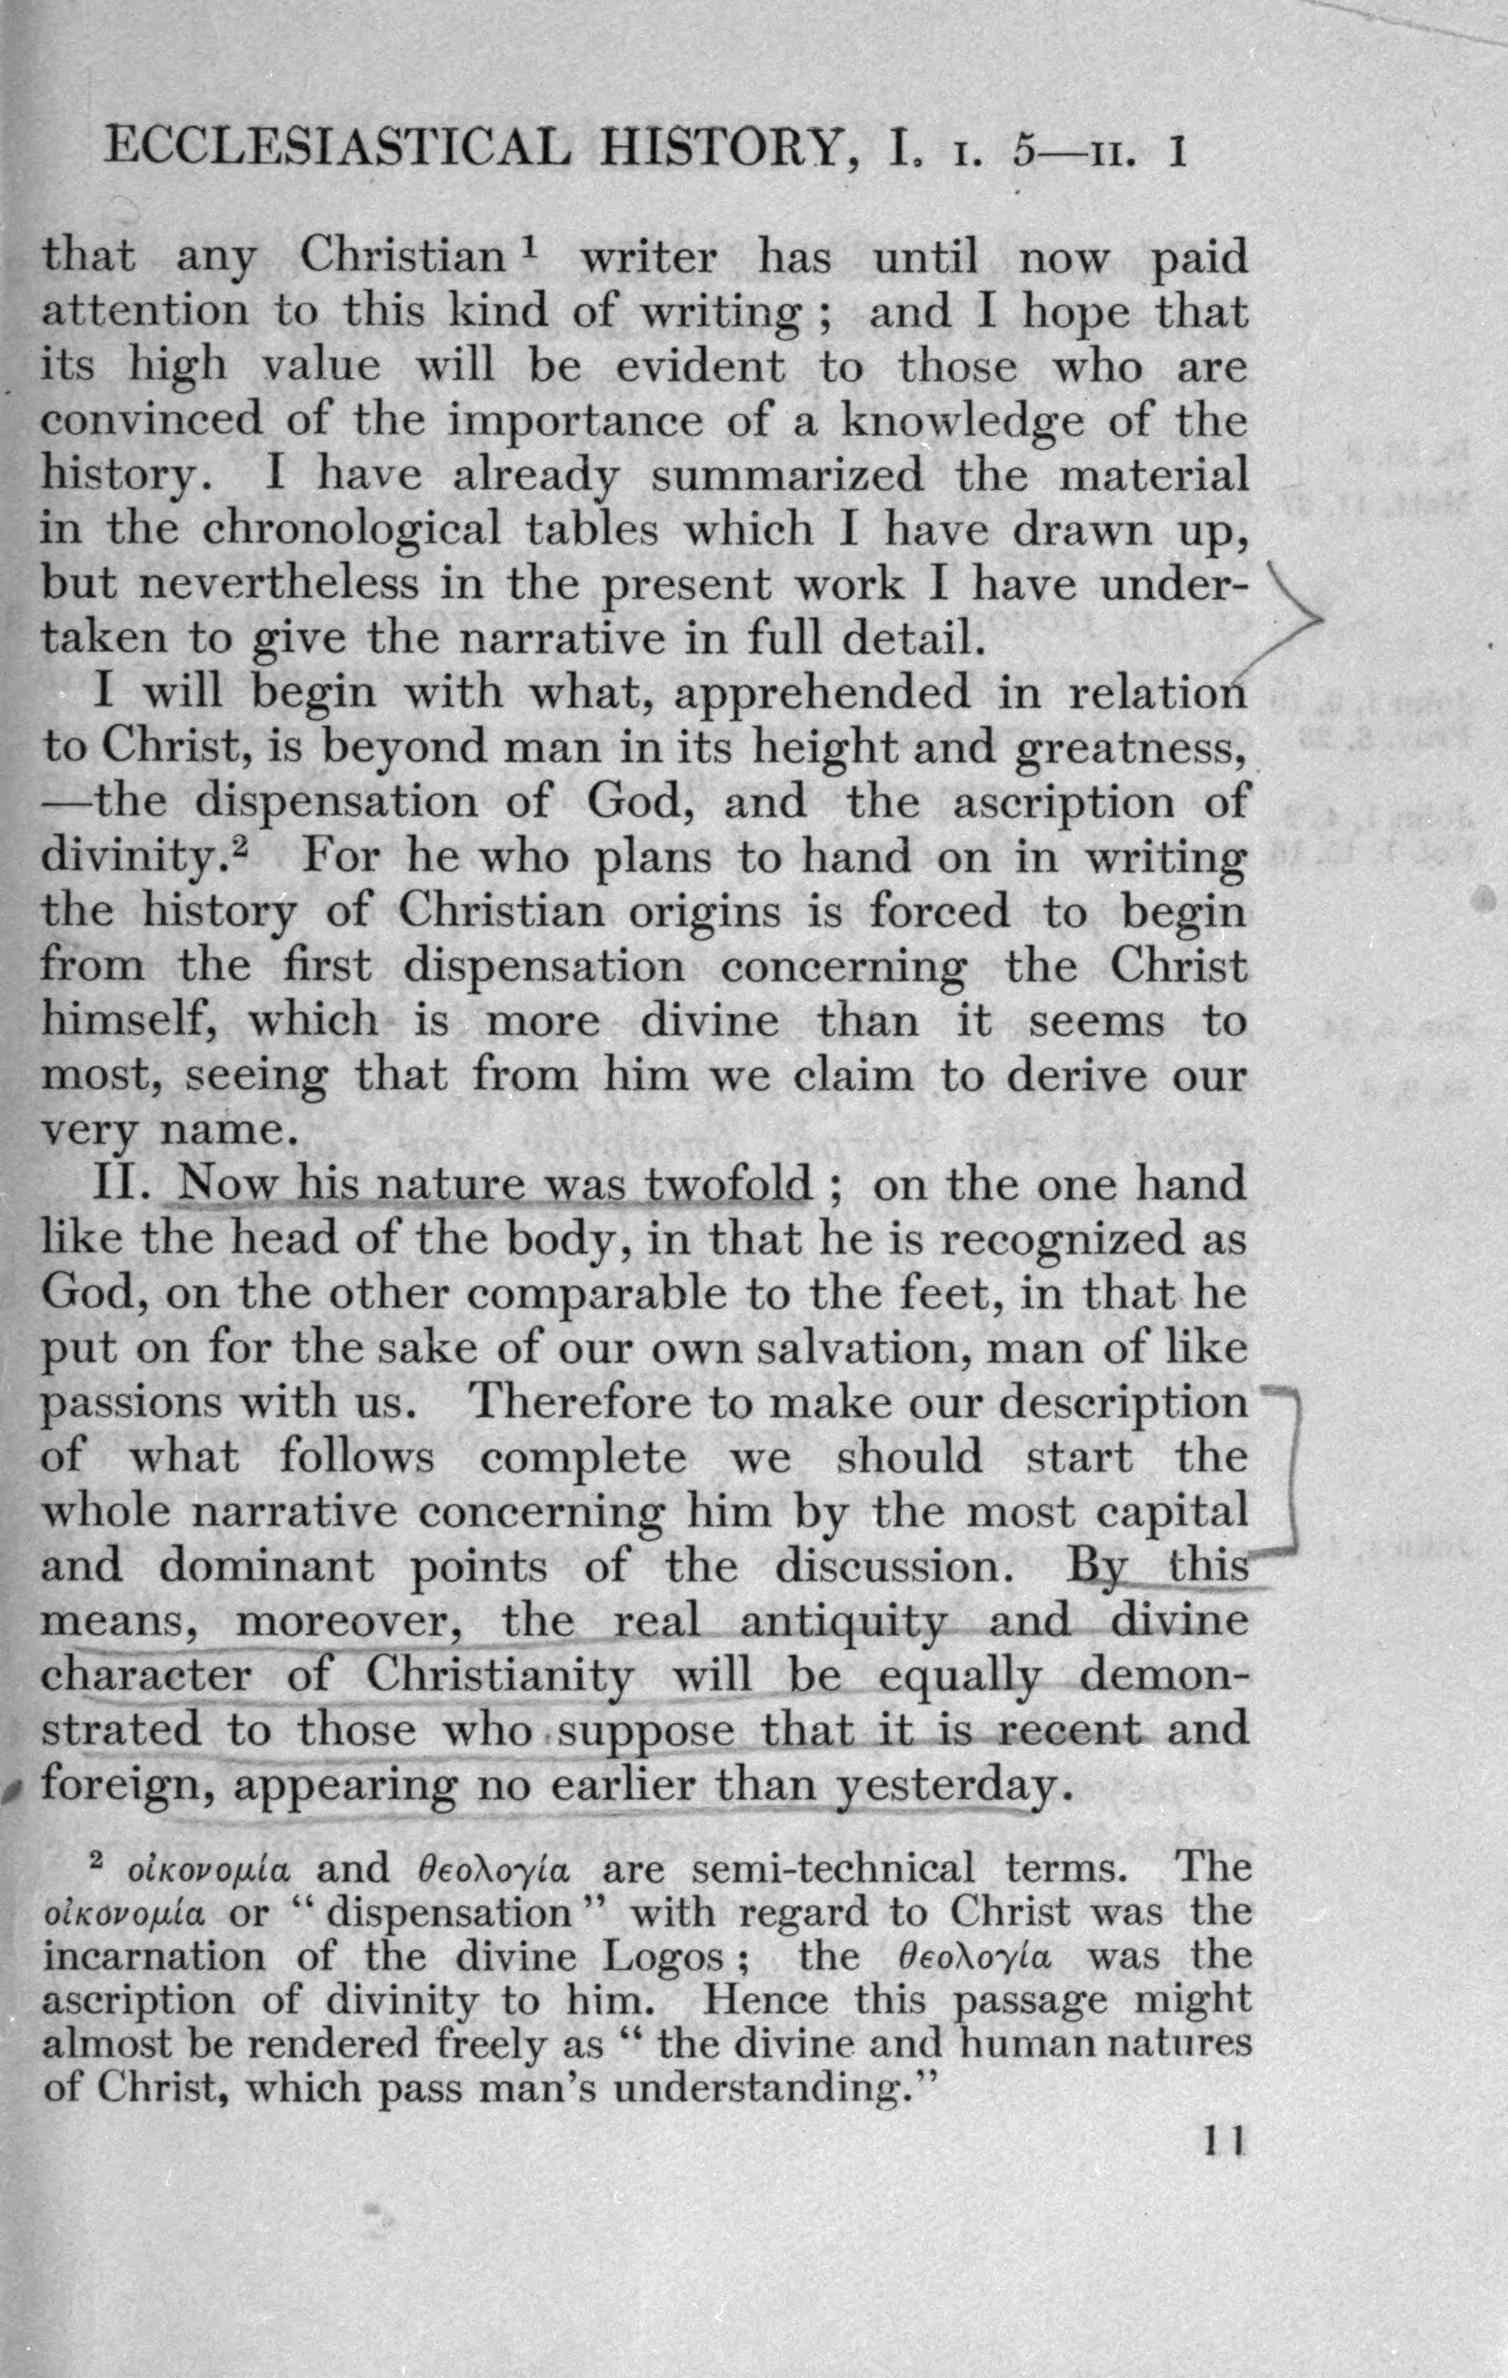 ECCLESIASTICAL HISTORY, I. I. 5—II. 1
that any Christian ¹ writer has until now paid
attention to this kind of writing ; and I hope that
its high value will be evident to those who are
convinced of the importance of a knowledge of the
history. I have already summarized the material
in the chronological tables which I have drawn up,
but nevertheless in the present work I have under-
taken to give the narrative in full detail.
I will begin with what, apprehended in relation
to Christ, is beyond man in its height and greatness,
—the dispensation of God, and the ascription of
divinity.² For he who plans to hand on in writing
the history of Christian origins is forced to begin
from the first dispensation concerning the Christ
himself, which is more divine than it seems to
most, seeing that from him we claim to derive our
very name.
II. Now his nature was twofold ; on the one hand
like the head of the body, in that he is recognized as
God, on the other comparable to the feet, in that he
put on for the sake of our own salvation, man of like
passions with us. Therefore to make our description
of what follows complete we should start the
whole narrative concerning him by the most capital
and dominant points of the discussion. By this
means, moreover, the real antiquity and divine
character of Christianity will be equally demon-
strated to those who suppose that it is recent and
foreign, appearing no earlier than yesterday.
² οἰκονομία and θεολογία are semi-technical terms. The
οἰκονομία or “ dispensation ” with regard to Christ was the
incarnation of the divine Logos ; the θεολογία was the
ascription of divinity to him. Hence this passage might
almost be rendered freely as “ the divine and human natures
of Christ, which pass man’s understanding.”
11